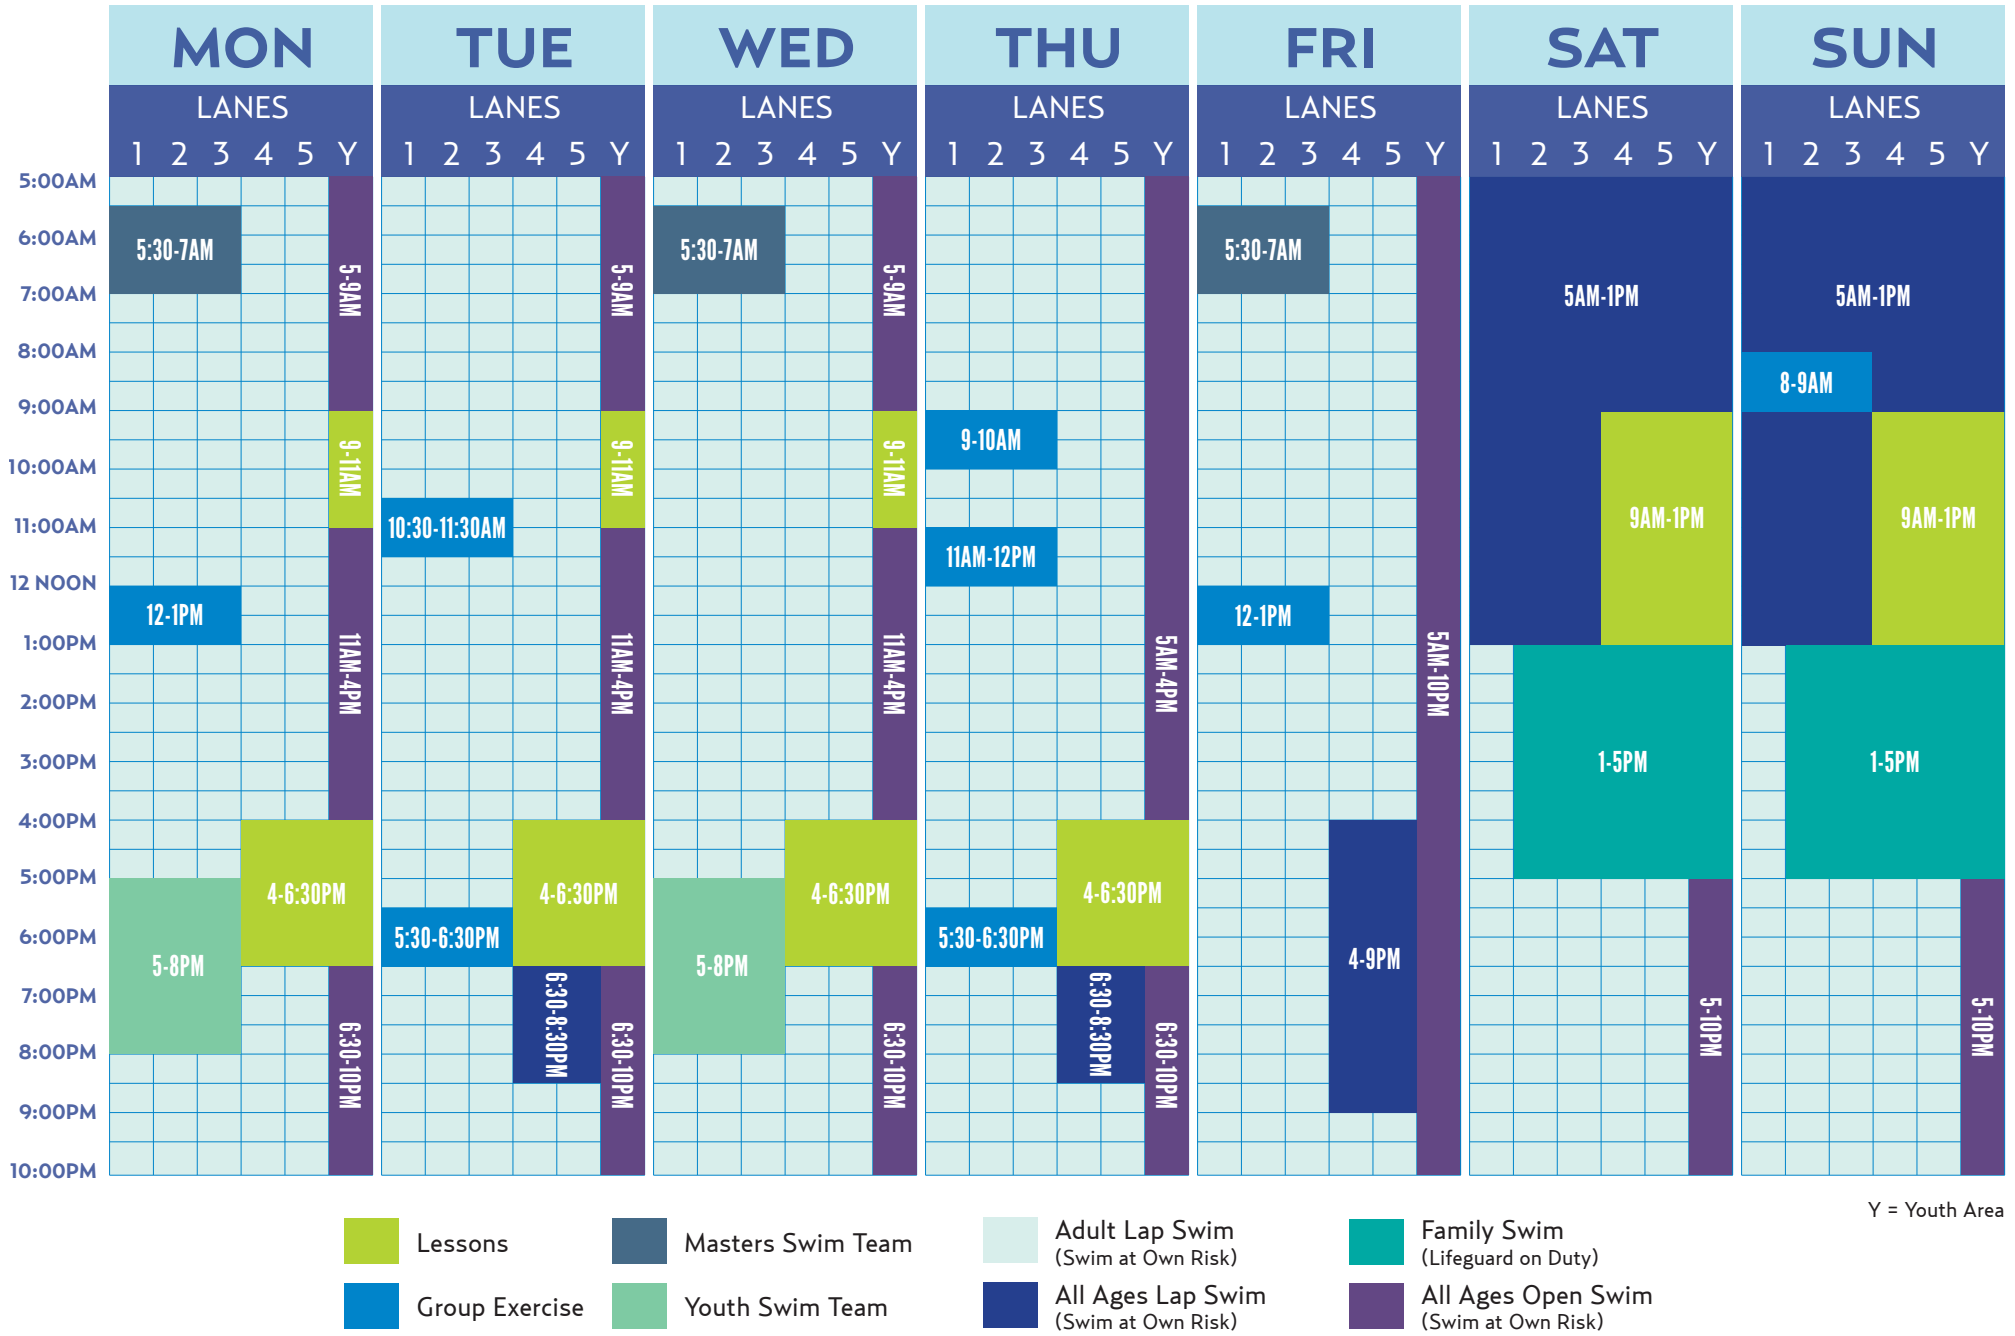 MON TUE WED THU FRI SAT SUN
LANES LANES LANES LANES LANES LANES LANES
1 2 3 4 5 Y 1 2 3 4 5 Y 1 2 3 4 5 Y 1 2 3 4 5 Y 1 2 3 4 5 Y 1 2 3 4 5 Y 1 2 3 4 5 Y
5:00AM
6:00AM
7:00AM
8:00AM
9:00AM
10:00AM
11:00AM
12 NOON
1:00PM
2:00PM
3:00PM
4:00PM
5:00PM
6:00PM
7:00PM
8:00PM
9:00PM
10:00PM
5:30-7AM
12-1PM
5-8PM
4-6:30PM
5-9AM
9-11AM
11AM-4PM
6:30-10PM
10:30-11:30AM
5:30-6:30PM
4-6:30PM
6:30-8:30PM
5-9AM
9-11AM
11AM-4PM
6:30-10PM
5:30-7AM
5-8PM
4-6:30PM
5-9AM
9-11AM
11AM-4PM
6:30-10PM
9-10AM
11AM-12PM
5:30-6:30PM
4-6:30PM
6:30-8:30PM
5AM-4PM
6:30-10PM
5:30-7AM
12-1PM
4-9PM
5AM-10PM
5AM-1PM
9AM-1PM
1-5PM
5-10PM
5AM-1PM
8-9AM
9AM-1PM
1-5PM
5-10PM
Y = Youth Area
Lessons
Group Exercise
Masters Swim Team
Youth Swim Team
Adult Lap Swim
(Swim at Own Risk)
All Ages Lap Swim
(Swim at Own Risk)
Family Swim
(Lifeguard on Duty)
All Ages Open Swim
(Swim at Own Risk)